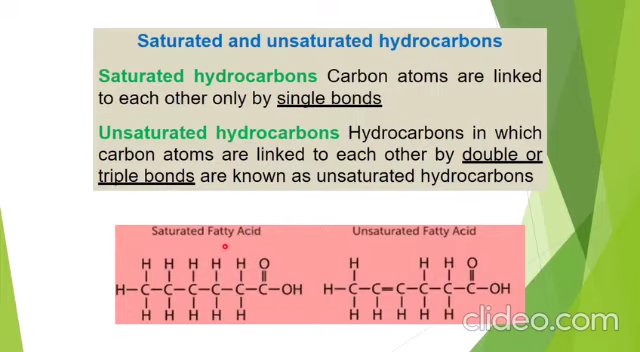 Saturated and unsaturated hydrocarbons
Saturated hydrocarbons Carbon atoms are linked
to each other only by single bonds
Unsaturated hydrocarbons Hydrocarbons in which
carbon atoms are linked to each other by double or
triple bonds are known as unsaturated hydrocarbons
Saturated Fatty Acid
H H H H H O
H-C-C-C-C-C-C-OH
H H H H H
Unsaturated Fatty Acid
H H H O
H-C-C=C-C-C-C-OH
H H H H H
clideo.com